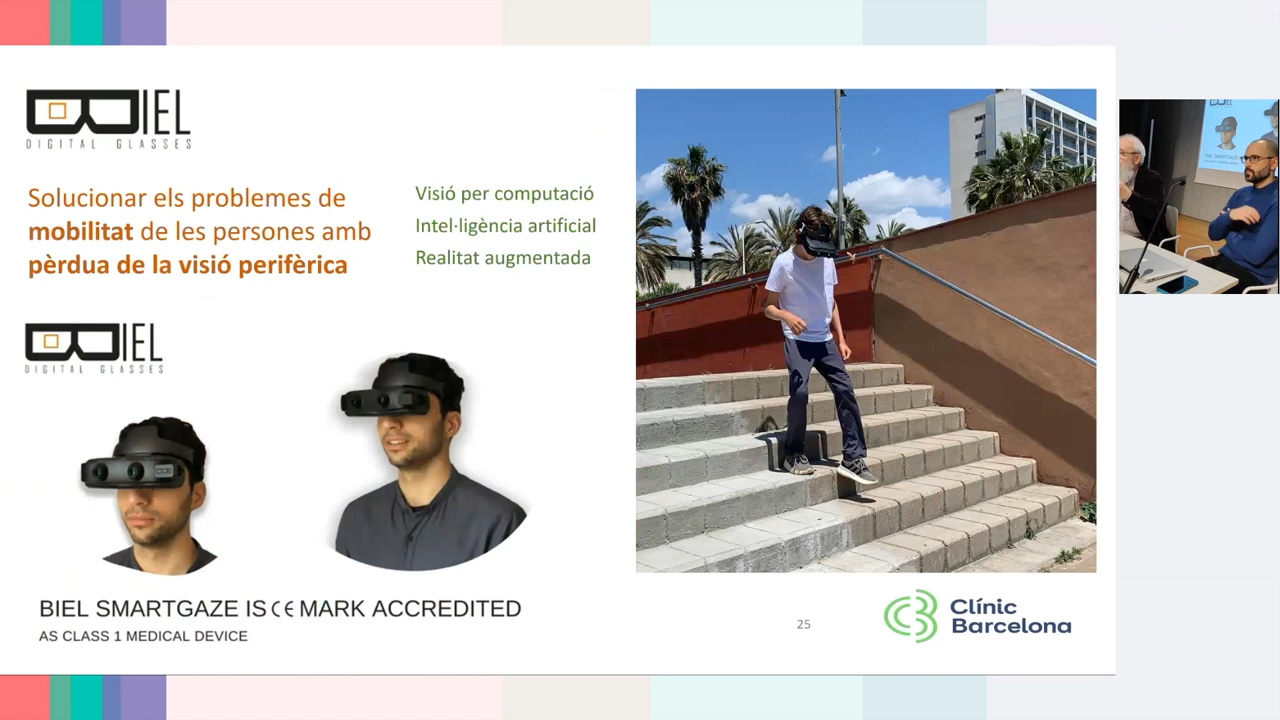 BIEL
DIGITAL GLASSES
Solucionar els problemes de
mobilitat de les persones amb
pèrdua de la visió perifèrica
Visió per computació
Intel·ligència artificial
Realitat augmentada
BIEL
DIGITAL GLASSES
BIEL SMARTGAZE IS CE MARK ACCREDITED
AS CLASS 1 MEDICAL DEVICE
25
Clínic
Barcelona